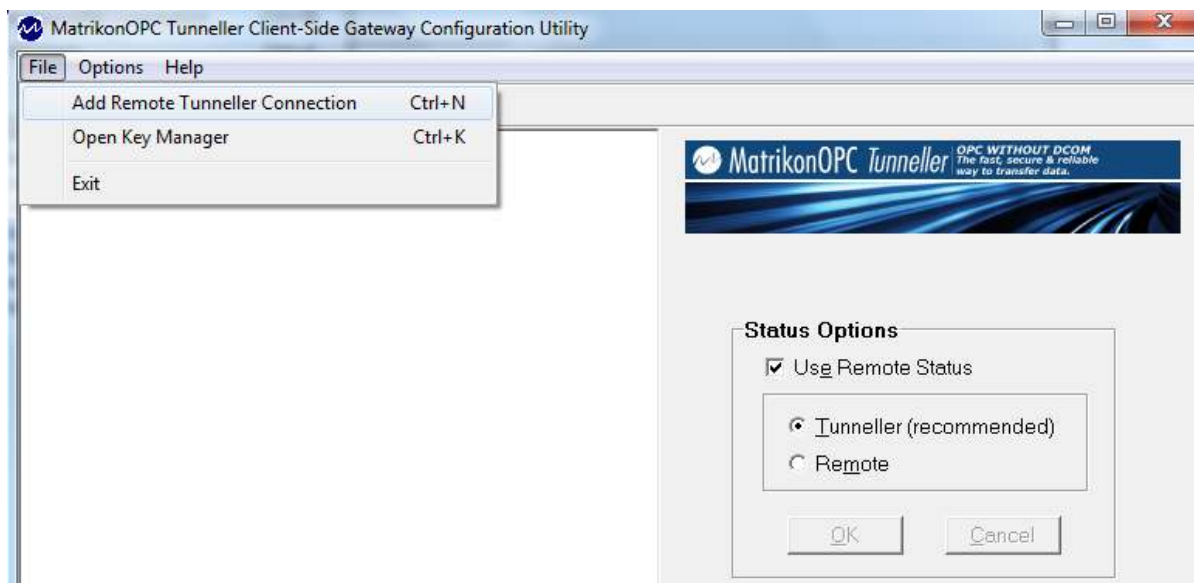 MatrikonOPC Tunneller Client-Side Gateway Configuration Utility
File Options Help
Add Remote Tunneller Connection Ctrl+N
Open Key Manager Ctrl+K
Exit
MatrikonOPC Tunneller
OPC WITHOUT DCOM
The fast, secure & reliable
way to transfer data.
Status Options
Use Remote Status
Tunneller (recommended)
Remote
OK Cancel